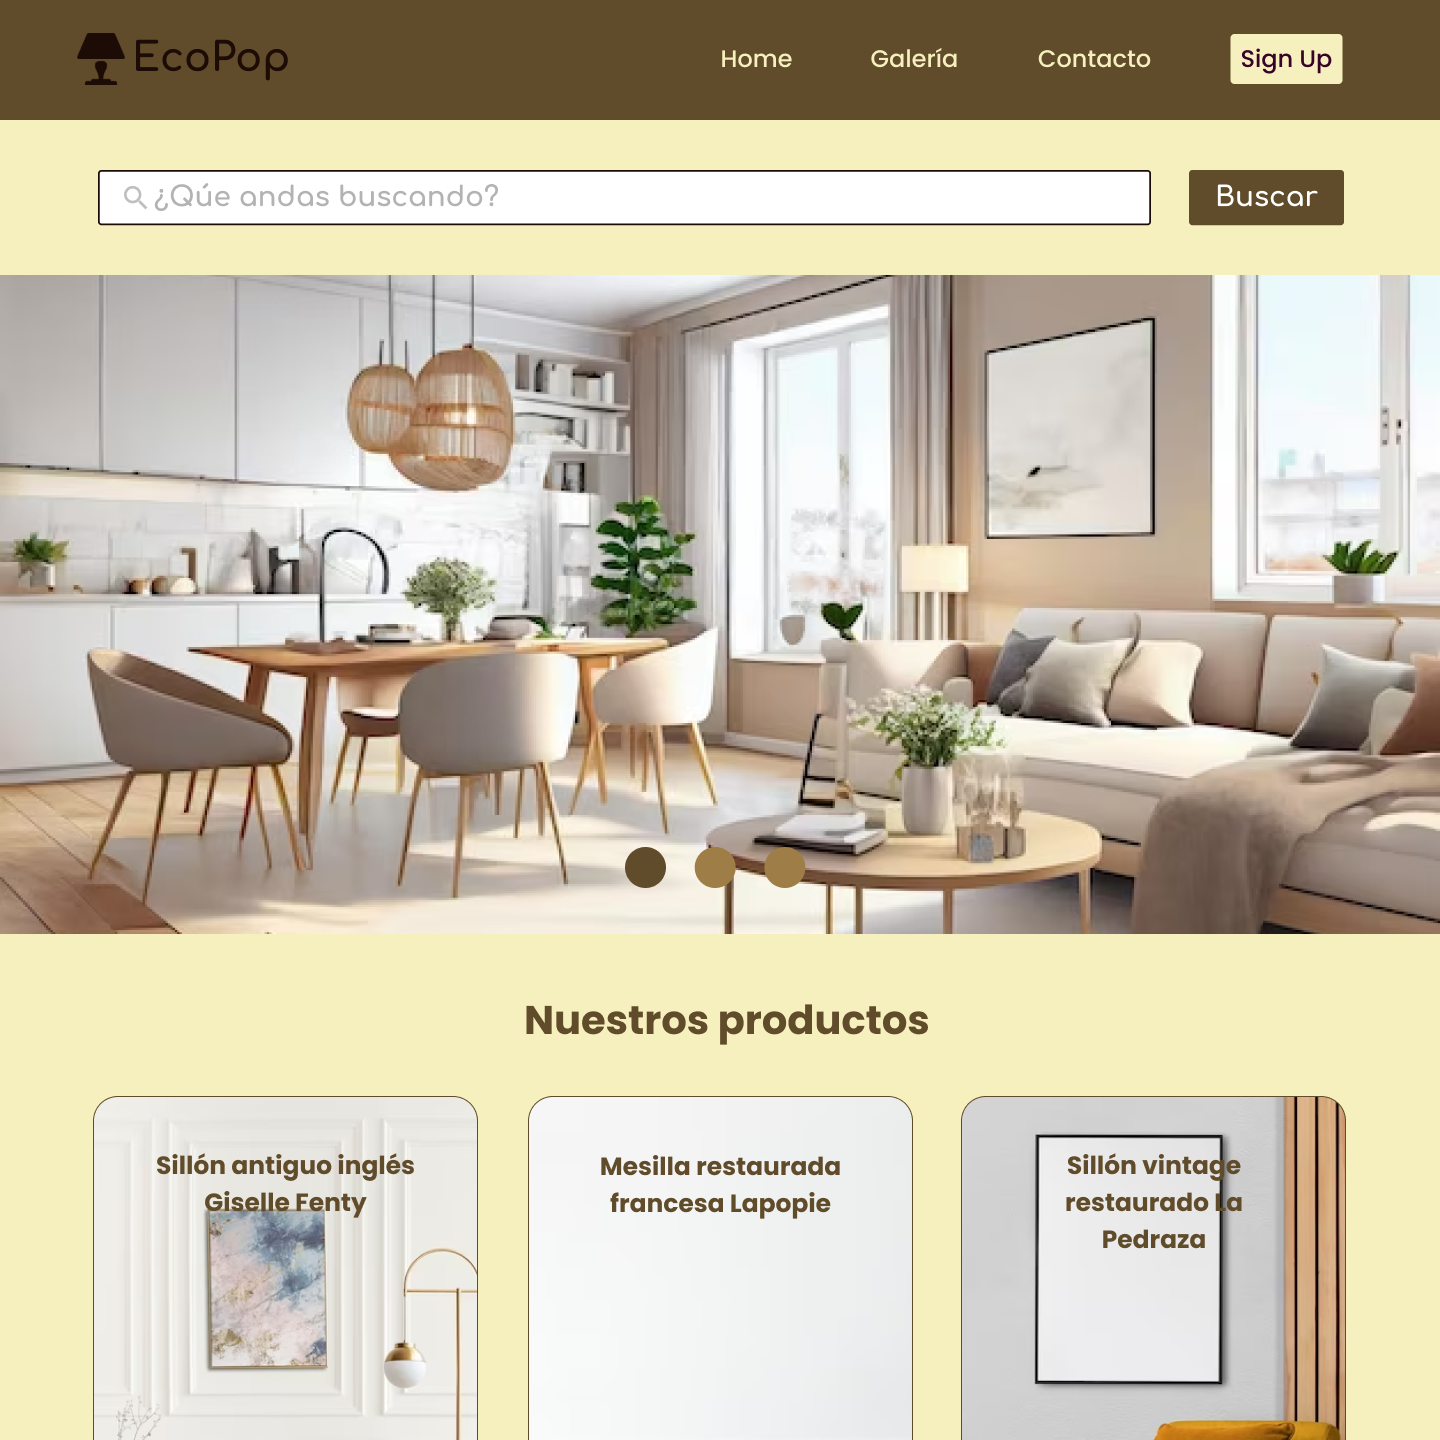 EcoPop
Home
Galería
Contacto
Sign Up
¿Qúe andas buscando?
Buscar
Nuestros productos
Sillón antiguo inglés
Giselle Fenty
Mesilla restaurada
francesa Lapopie
Sillón vintage
restaurado La
Pedraza